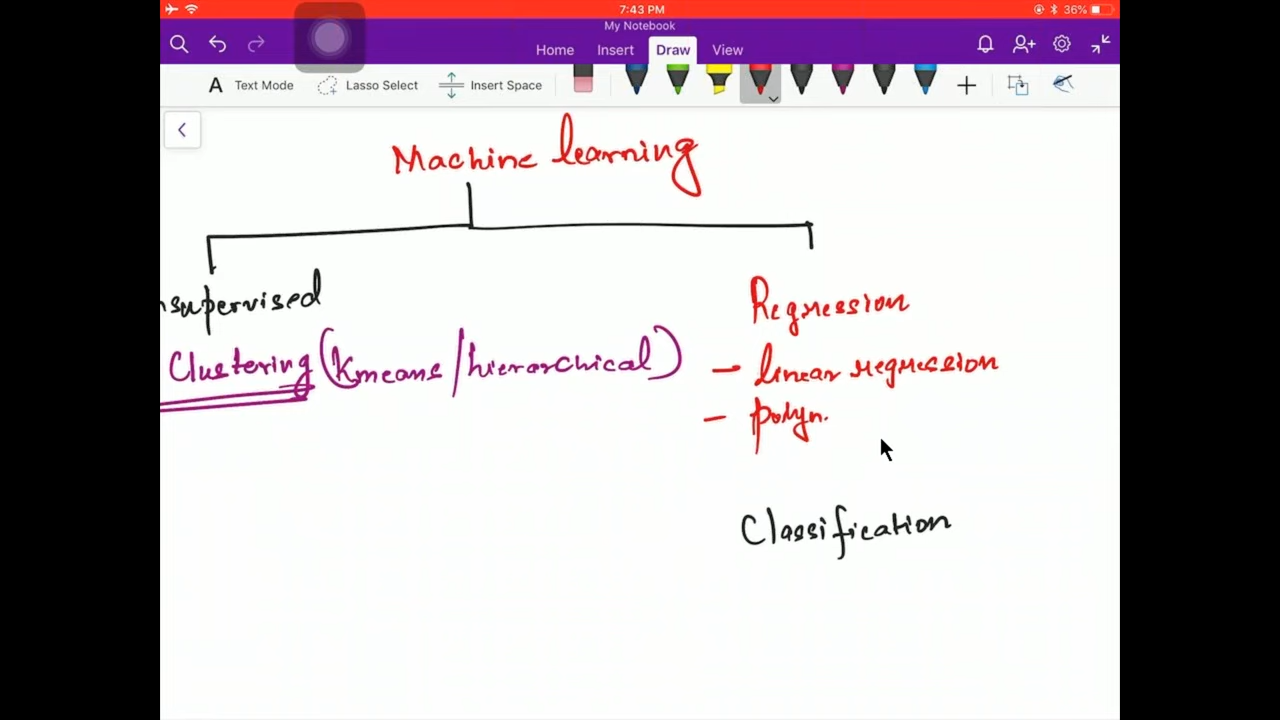 7:43 PM
36%
My Notebook
Home Insert Draw View
Text Mode Lasso Select Insert Space
Machine learning
nsupervised
Regression
Clustering (Kmeans/hierarchical)
- linear regression
- polyn.
Classification